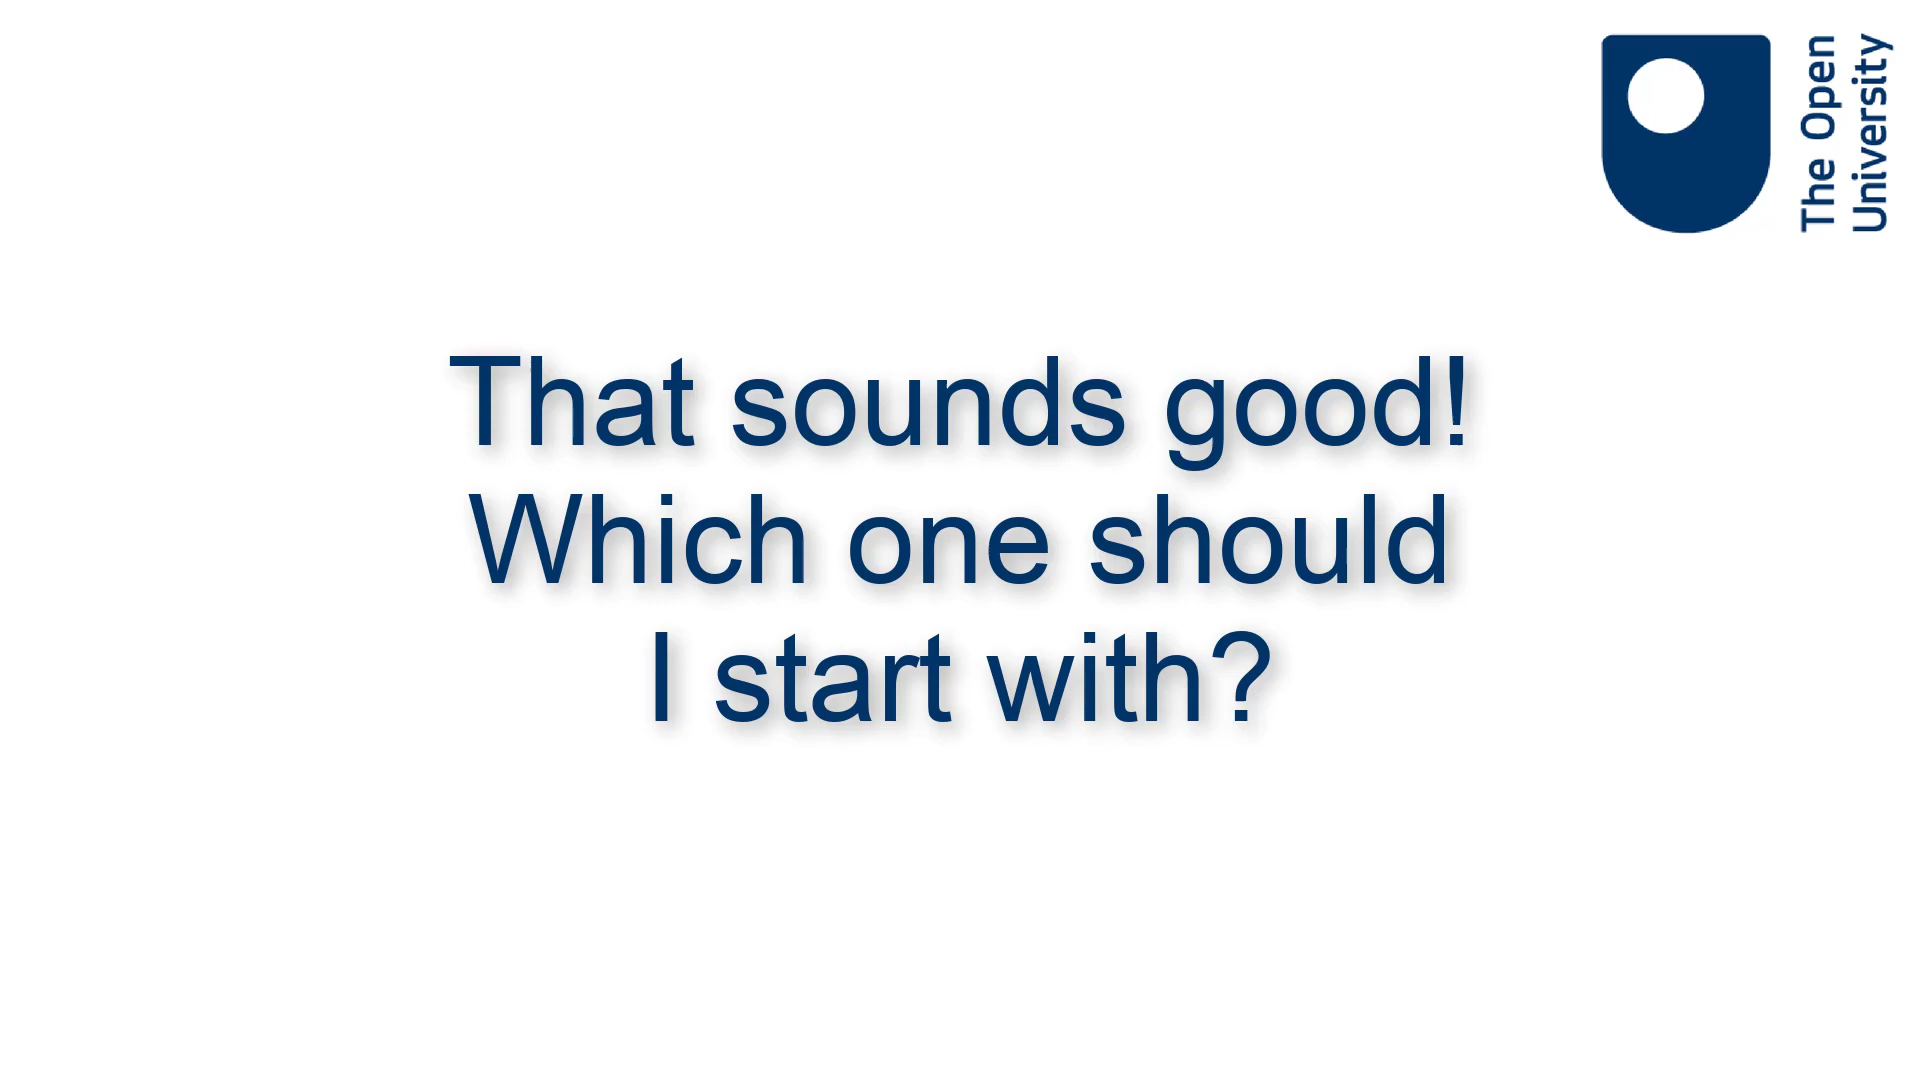 The Open
University
That sounds good!
Which one should
I start with?